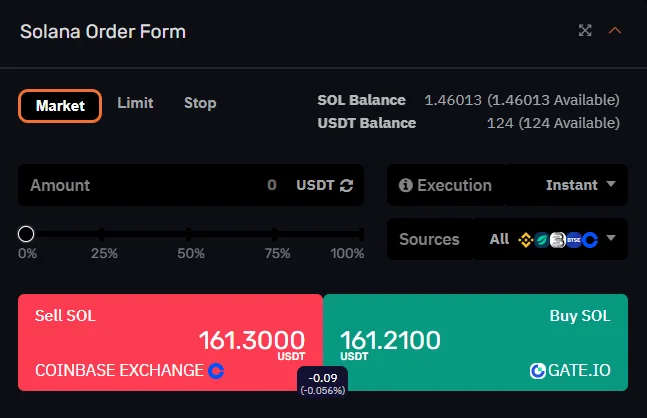 Solana Order Form
Market Limit Stop
SOL Balance 1.46013 (1.46013 Available)
USDT Balance 124 (124 Available)
Amount 0 USDT
Execution Instant
0% 25% 50% 75% 100%
Sources All BTSE
Sell SOL
161.3000
USDT
COINBASE EXCHANGE
Buy SOL
161.2100
USDT
GATE.IO
-0.09
(-0.056%)